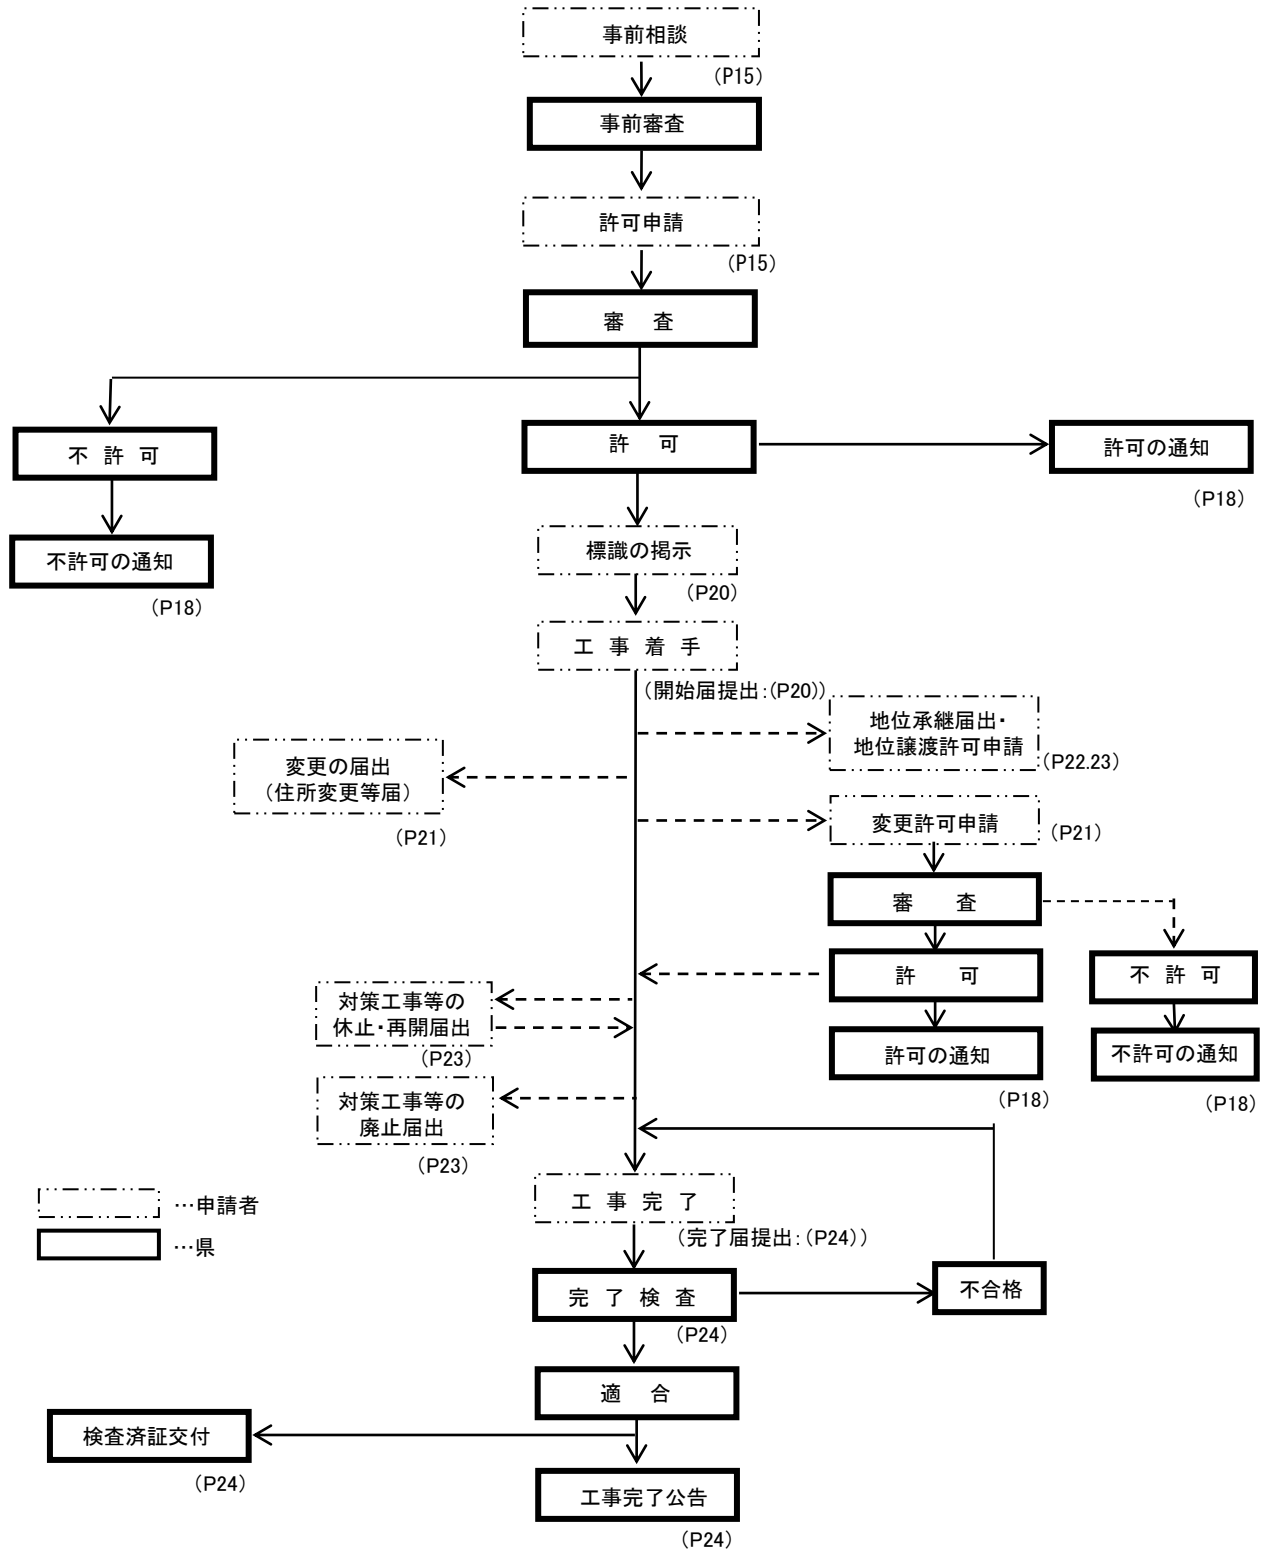 事前相談
（P15）
事前審査
許可申請
（P15）
審　査
不 許 可
許　可
許可の通知
（P18）
不許可の通知
（P18）
標識の掲示
（P20）
工 事 着 手
（開始届提出：（P20））
地位承継届出・
地位譲渡許可申請
（P22.23）
変更の届出
（住所変更等届）
（P21）
変更許可申請
（P21）
審　査
許　可
不 許 可
対策工事等の
休止・再開届出
（P23）
許可の通知
（P18）
不許可の通知
（P18）
対策工事等の
廃止届出
（P23）
工 事 完 了
（完了届提出：（P24））
…申請者
…県
完 了 検 査
（P24）
不合格
適　合
検査済証交付
（P24）
工事完了公告
（P24）